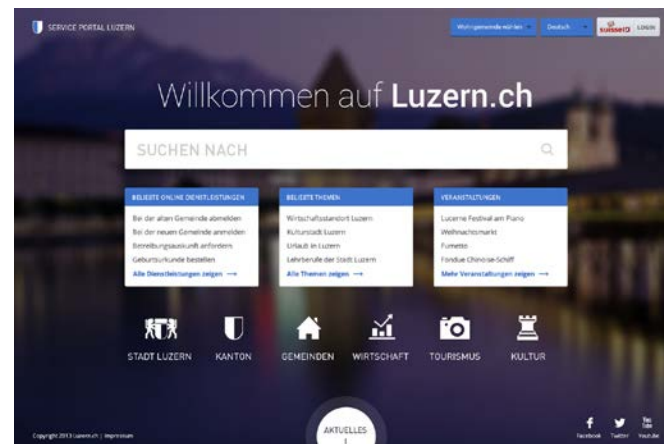 SERVICE PORTAL LUZERN
Wohngemeinde wählen
Deutsch
suisseID
LOGIN
Willkommen auf Luzern.ch
SUCHEN NACH
BELIEBTE ONLINE DIENSTLEISTUNGEN
Bei der alten Gemeinde abmelden
Bei der neuen Gemeinde anmelden
Betreibungsauskunft anfordern
Geburtsurkunde bestellen
Alle Dienstleistungen zeigen →
BELIEBTE THEMEN
Wirtschaftsstandort Luzern
Kulturstadt Luzern
Urlaub in Luzern
Lehrberufe der Stadt Luzern
Alle Themen zeigen →
VERANSTALTUNGEN
Lucerne Festival am Piano
Weihnachtsmarkt
Fumetto
Fondue Chinoise-Schiff
Mehr Veranstaltungen zeigen →
STADT LUZERN
KANTON
GEMEINDEN
WIRTSCHAFT
TOURISMUS
KULTUR
Copyright 2013 Luzern.ch | Impressum
AKTUELLES
Facebook
Twitter
You Tube
Youtube